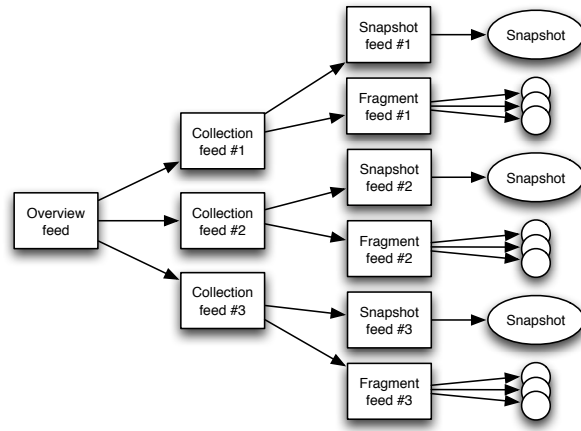 Snapshot
feed #1
Snapshot
Fragment
feed #1
Collection
feed #1
Snapshot
feed #2
Snapshot
Overview
feed
Collection
feed #2
Fragment
feed #2
Collection
feed #3
Snapshot
feed #3
Snapshot
Fragment
feed #3